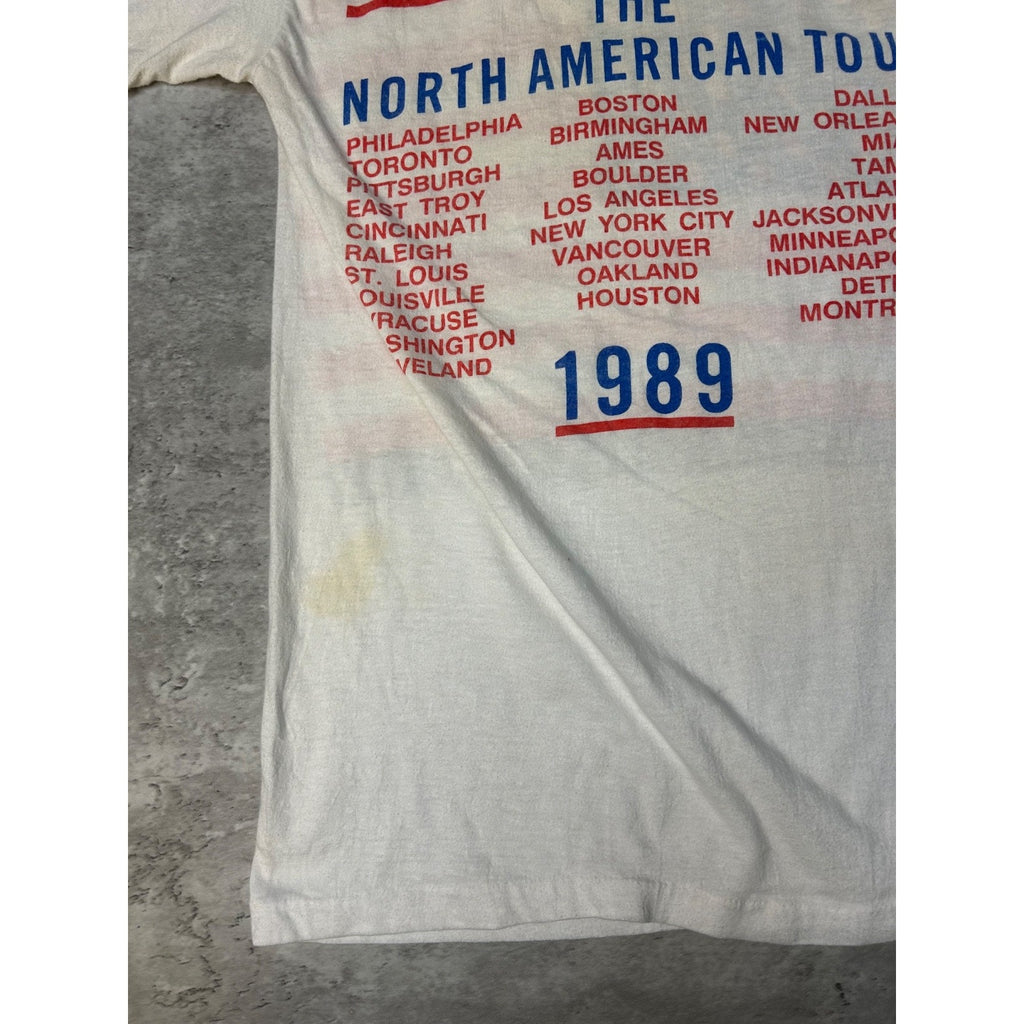 THE
NORTH AMERICAN TOU
PHILADELPHIA
TORONTO
PITTSBURGH
EAST TROY
CINCINNATI
RALEIGH
ST. LOUIS
OUISVILLE
YRACUSE
SHINGTON
VELAND
BOSTON
BIRMINGHAM
AMES
BOULDER
LOS ANGELES
NEW YORK CITY
VANCOUVER
OAKLAND
HOUSTON
DALL
NEW ORLEA
MIA
TAM
ATLAN
JACKSONVI
MINNEAPO
INDIANAPO
DETR
MONTR
1989